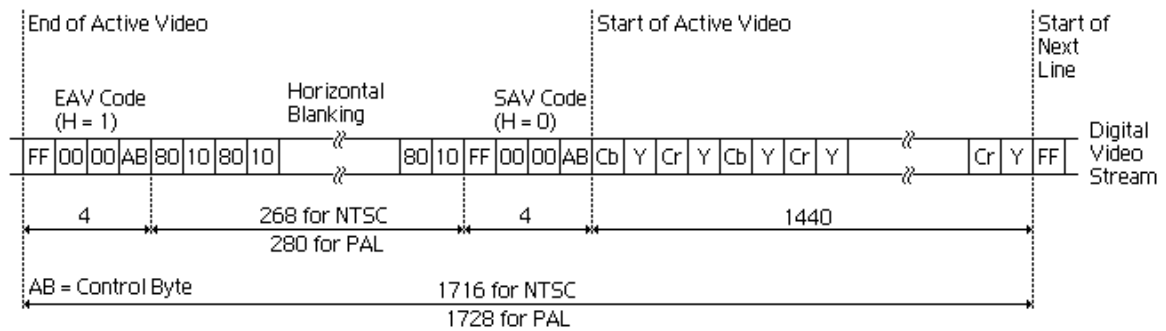 End of Active Video
Start of Active Video
Start of
Next
Line
EAV Code
(H = 1)
Horizontal
Blanking
SAV Code
(H = 0)
FF 00 00 AB 80 10 80 10 80 10 FF 00 00 AB Cb Y Cr Y Cb Y Cr Y Cr Y FF
Digital
Video
Stream
4
268 for NTSC
280 for PAL
4
1440
AB = Control Byte
1716 for NTSC
1728 for PAL